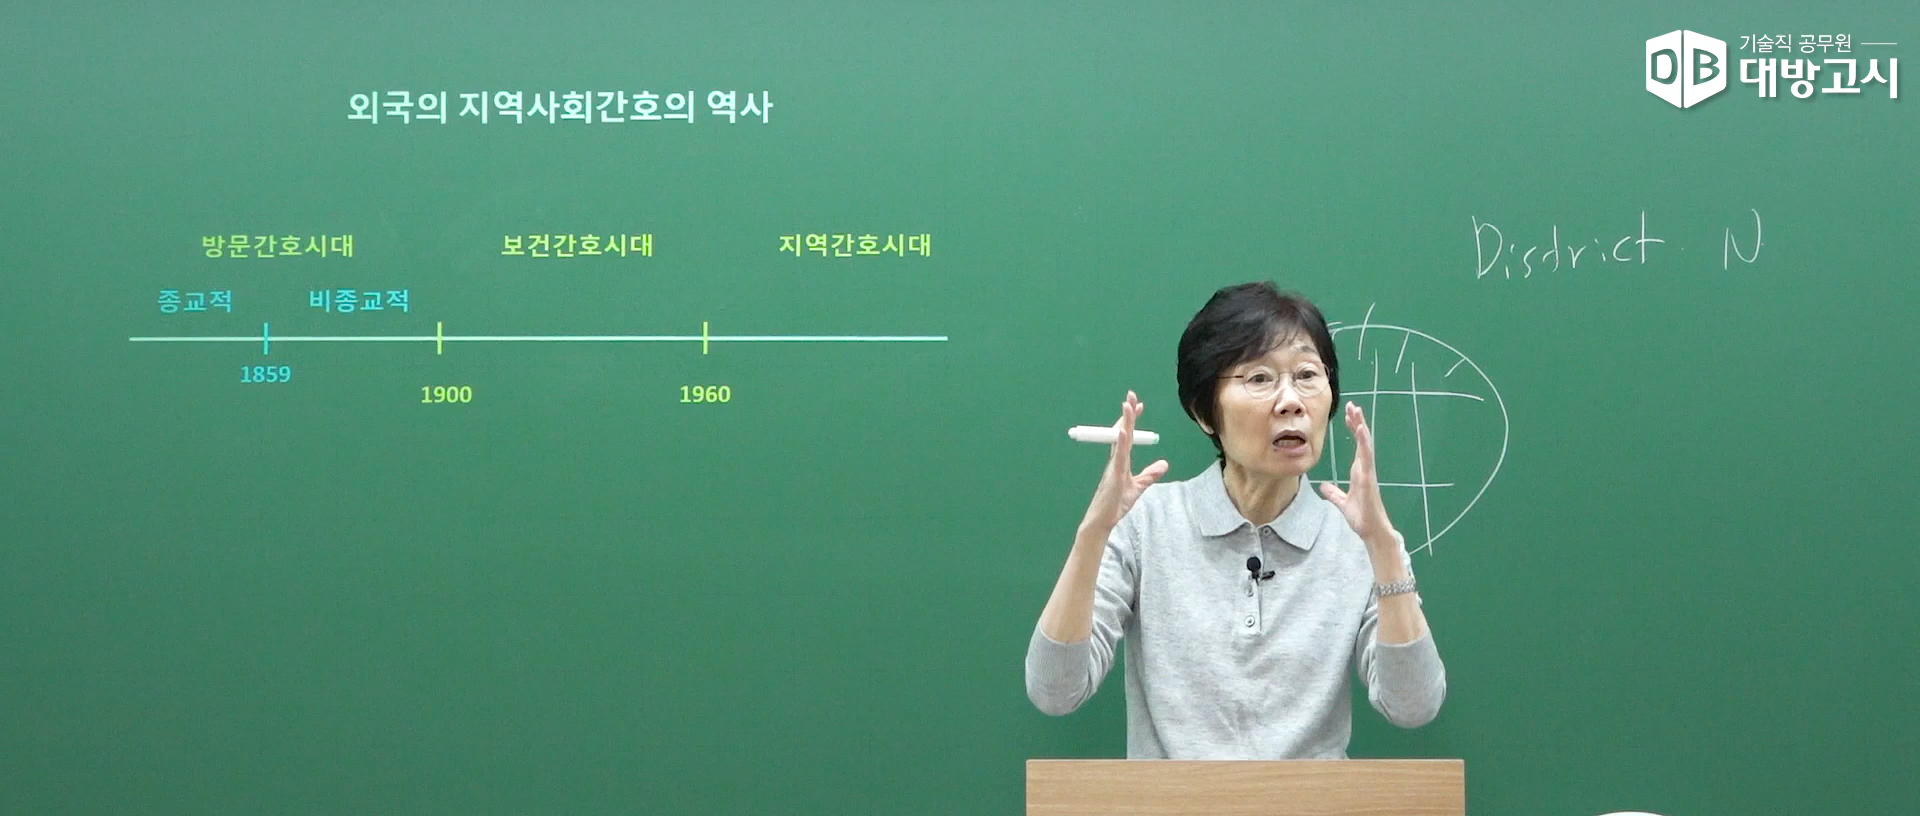 기술직 공무원
DB 대방고시
외국의 지역사회간호의 역사
방문간호시대 보건간호시대 지역간호시대
종교적 비종교적
1859
1900 1960
District. N